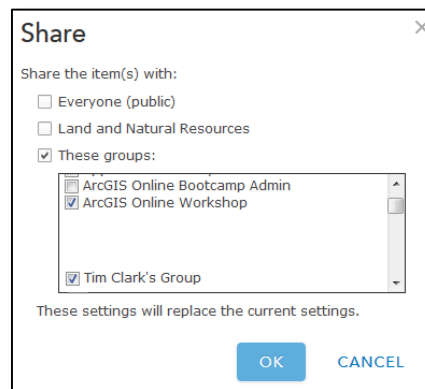 Share
Share the item(s) with:
Everyone (public)
Land and Natural Resources
These groups:
ArcGIS Online Bootcamp Admin
ArcGIS Online Workshop
Tim Clark's Group
These settings will replace the current settings.
OK CANCEL